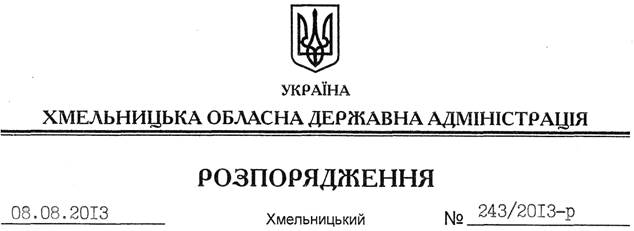 УКРАЇНА
ХМЕЛЬНИЦЬКА ОБЛАСНА ДЕРЖАВНА АДМІНІСТРАЦІЯ
РОЗПОРЯДЖЕННЯ
08.08.2013 Хмельницький № 243/2013-р